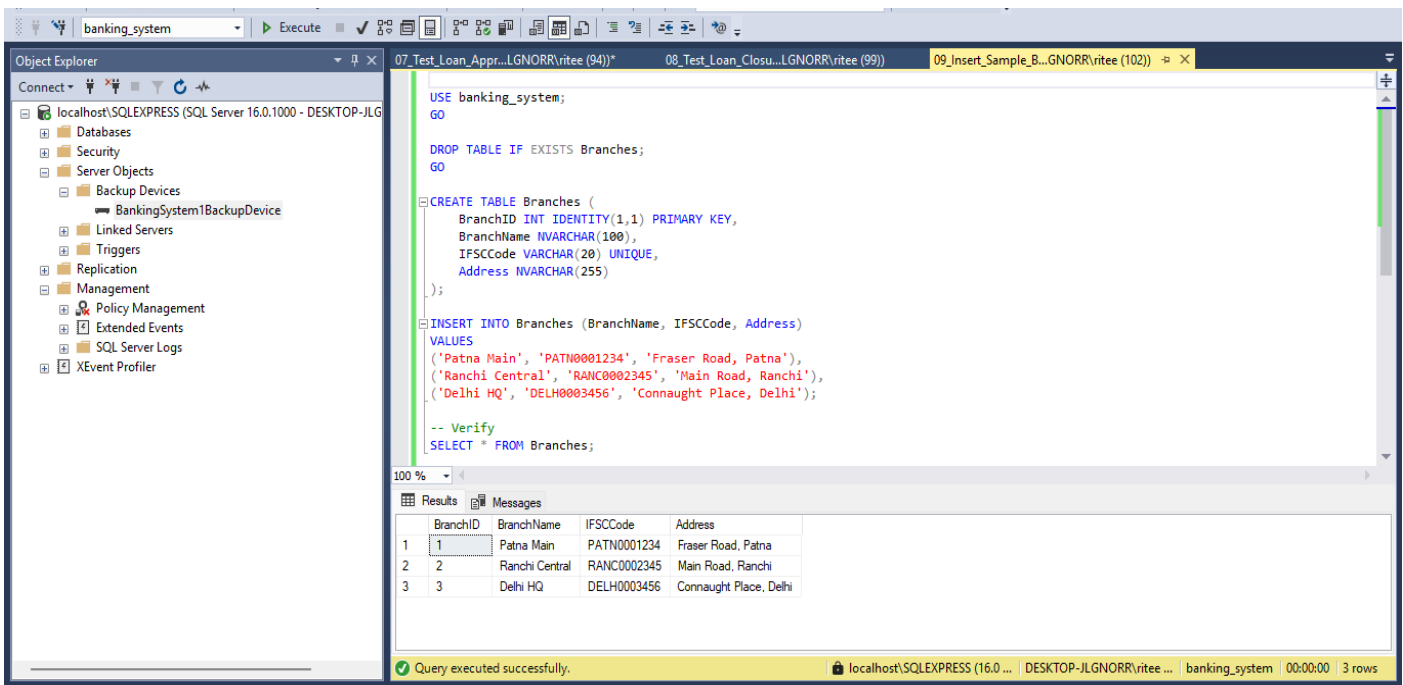 banking_system
Execute
Object Explorer
Connect
localhost\SQLEXPRESS (SQL Server 16.0.1000 - DESKTOP-JLG
Databases
Security
Server Objects
Backup Devices
BankingSystem1BackupDevice
Linked Servers
Triggers
Replication
Management
Policy Management
Extended Events
SQL Server Logs
XEvent Profiler
07_Test_Loan_Appr...LGNORR\ritee (94))*
08_Test_Loan_Closu...LGNORR\ritee (99))
09_Insert_Sample_B...GNORR\ritee (102))
USE banking_system;
GO
DROP TABLE IF EXISTS Branches;
GO
CREATE TABLE Branches (
BranchID INT IDENTITY(1,1) PRIMARY KEY,
BranchName NVARCHAR(100),
IFSCCode VARCHAR(20) UNIQUE,
Address NVARCHAR(255)
);
INSERT INTO Branches (BranchName, IFSCCode, Address)
VALUES
('Patna Main', 'PATN0001234', 'Fraser Road, Patna'),
('Ranchi Central', 'RANC0002345', 'Main Road, Ranchi'),
('Delhi HQ', 'DELH0003456', 'Connaught Place, Delhi');
-- Verify
SELECT * FROM Branches;
100 %
Results Messages
BranchID BranchName IFSCCode Address
1 1 Patna Main PATN0001234 Fraser Road, Patna
2 2 Ranchi Central RANC0002345 Main Road, Ranchi
3 3 Delhi HQ DELH0003456 Connaught Place, Delhi
Query executed successfully.
localhost\SQLEXPRESS (16.0 ... DESKTOP-JLGNORR\ritee ... banking_system 00:00:00 3 rows